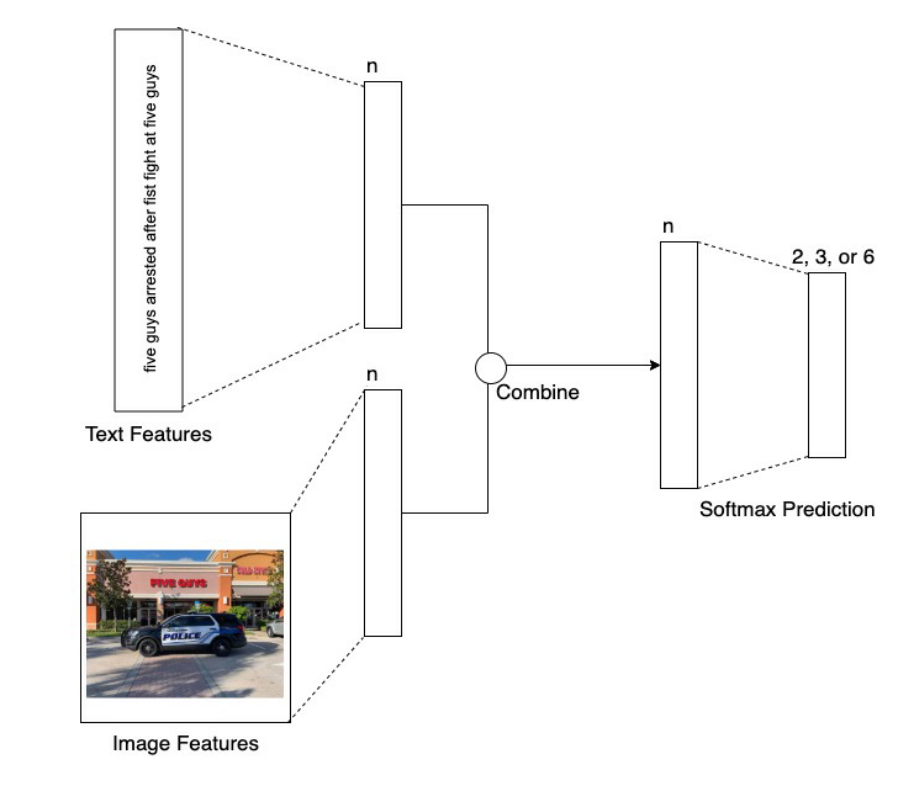 n
five guys arrested after fist fight at five guys
Text Features
n
FIVE GUYS
POLICE
Image Features
Combine
n
2, 3, or 6
Softmax Prediction